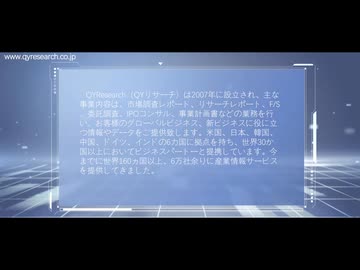 www.qyresearch.co.jp
QYResearch（QYリサーチ）は2007年に設立され、主な
事業内容は、市場調査レポート、リサーチレポート、F/S
、委託調査、IPOコンサル、事業計画書などの業務を行
い、お客様のグローバルビジネス、新ビジネスに役に立
つ情報やデータをご提供致します。米国、日本、韓国、
中国、ドイツ、インドの6カ国に拠点を持ち、世界30か
国以上においてビジネスパートーと提携しています。今
までに世界160ヵ国以上、6万社余りに産業情報サービス
を提供してきました。